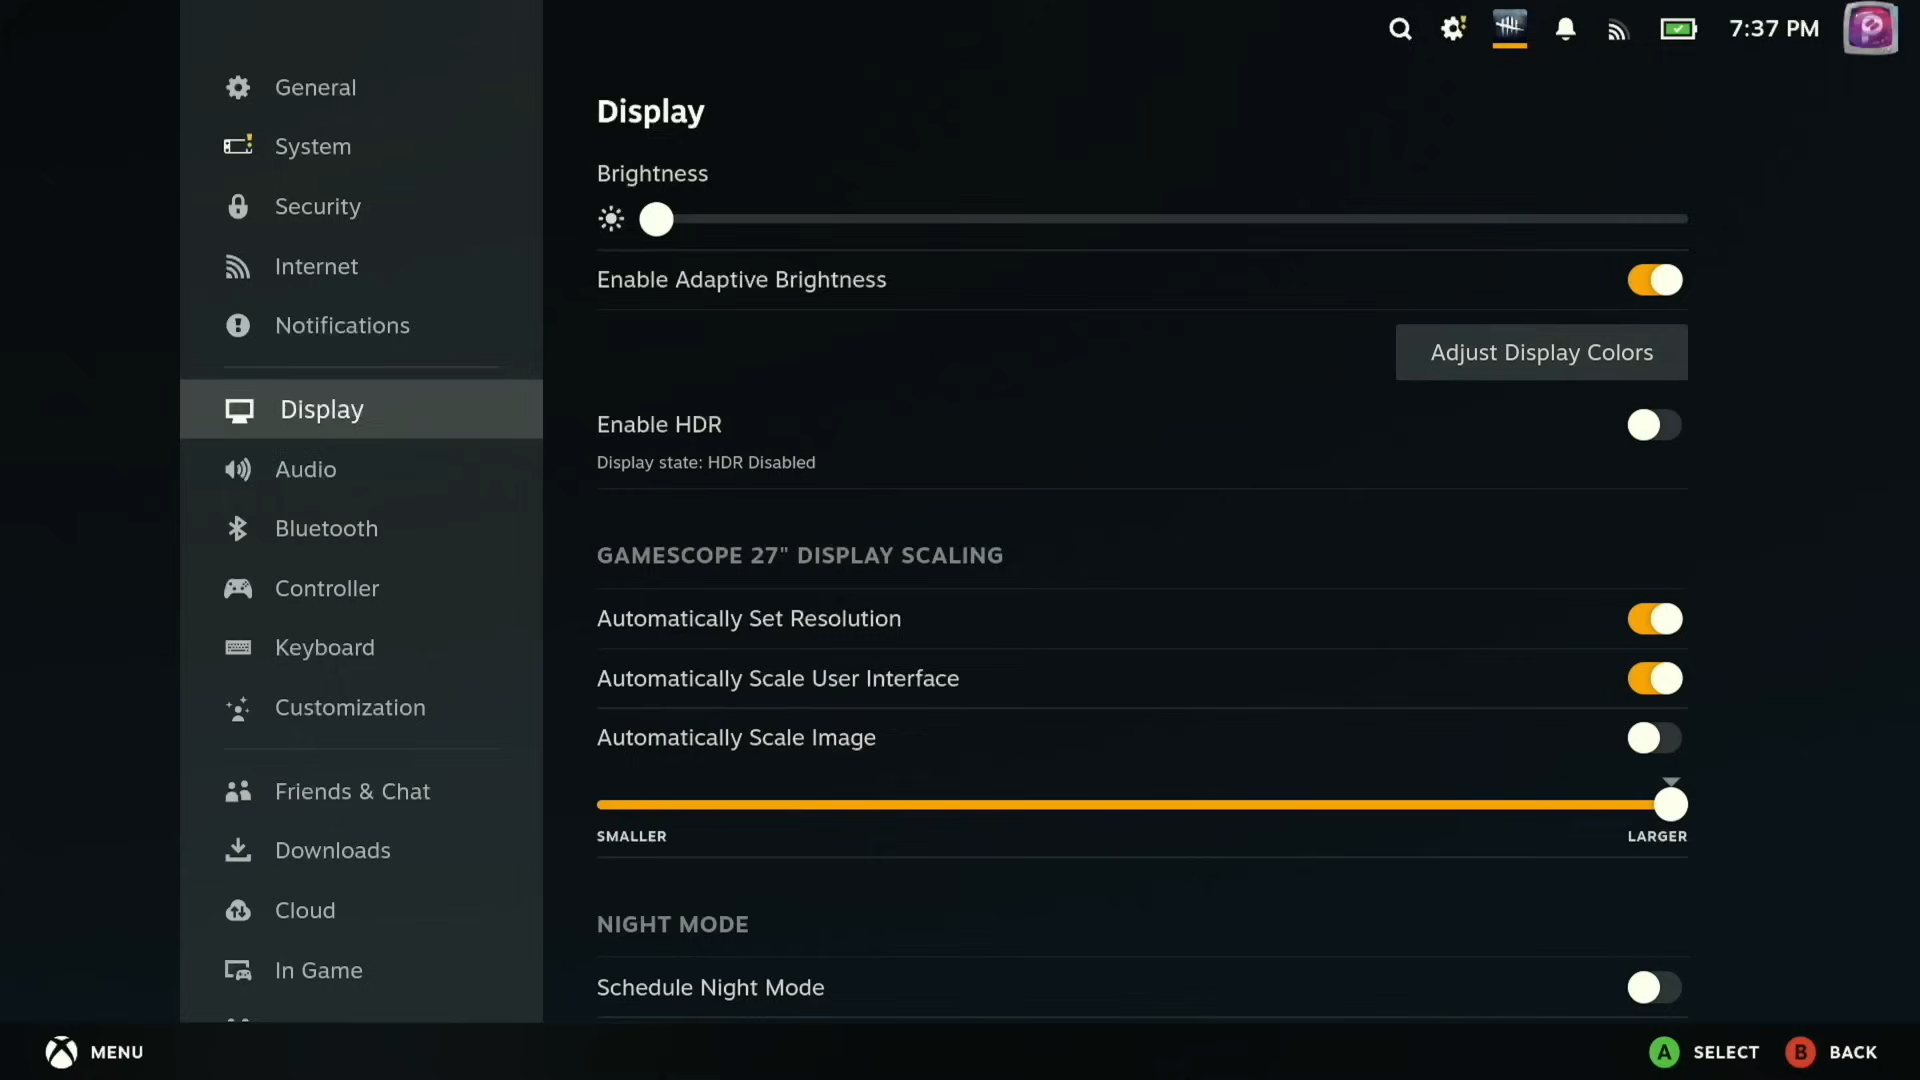 7:37 PM
General
System
Security
Internet
Notifications
Display
Audio
Bluetooth
Controller
Keyboard
Customization
Friends & Chat
Downloads
Cloud
In Game
Display
Brightness
Enable Adaptive Brightness
Adjust Display Colors
Enable HDR
Display state: HDR Disabled
GAMESCOPE 27" DISPLAY SCALING
Automatically Set Resolution
Automatically Scale User Interface
Automatically Scale Image
SMALLER LARGER
NIGHT MODE
Schedule Night Mode
MENU
A SELECT B BACK